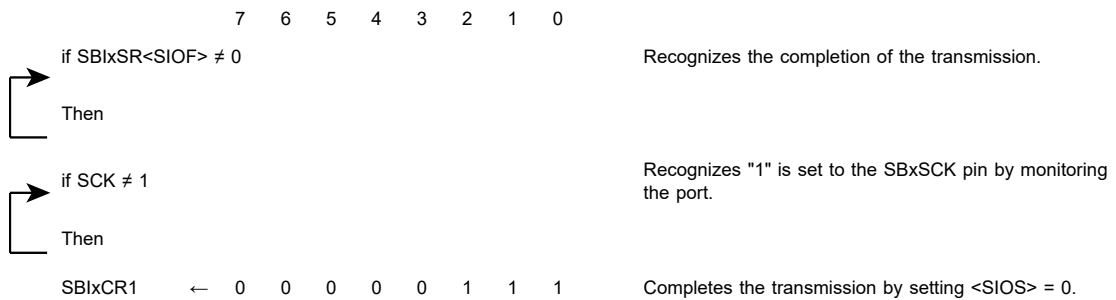 7 6 5 4 3 2 1 0
if SBIxSR<SIOF> ≠ 0 Recognizes the completion of the transmission.
Then
if SCK ≠ 1 Recognizes "1" is set to the SBxSCK pin by monitoring
the port.
Then
SBIxCR1 ← 0 0 0 0 0 1 1 1 Completes the transmission by setting <SIOS> = 0.